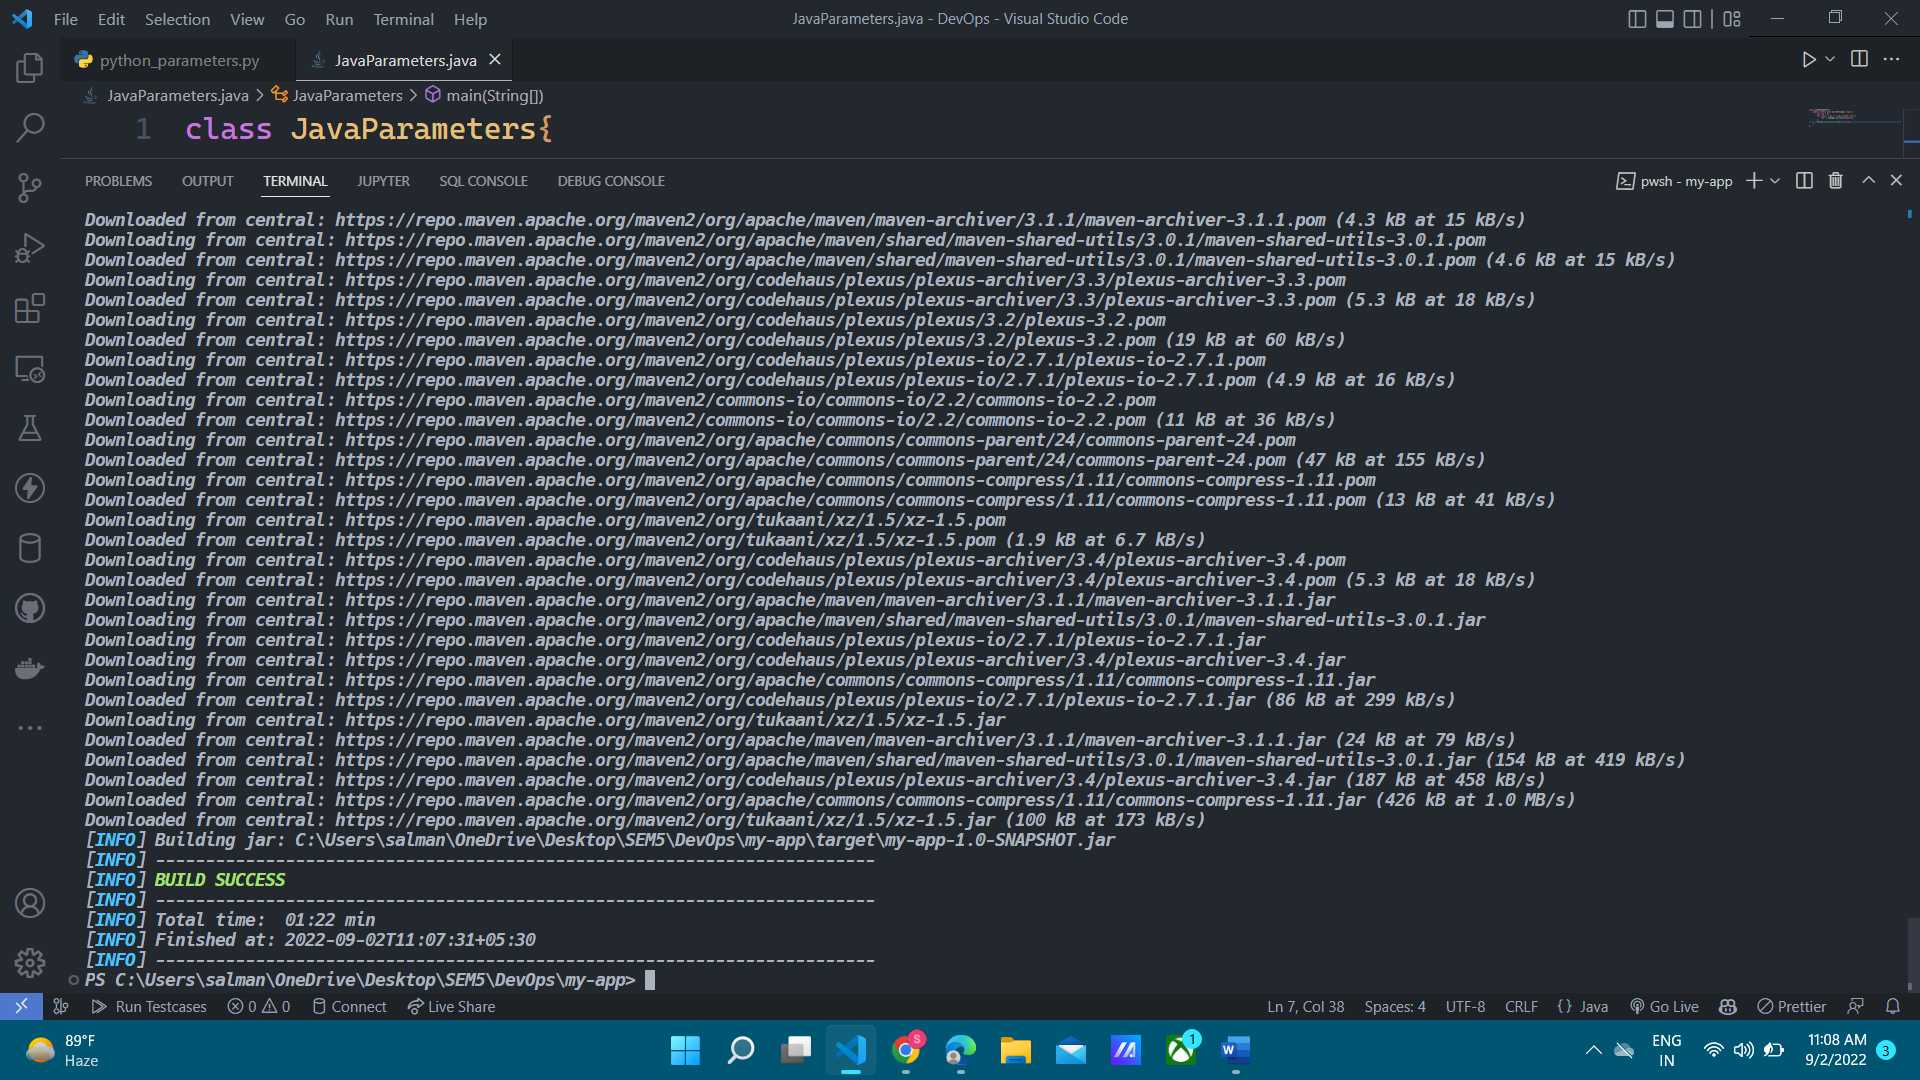 File Edit Selection View Go Run Terminal Help
JavaParameters.java - DevOps - Visual Studio Code
python_parameters.py
JavaParameters.java
JavaParameters.java > JavaParameters > main(String[])
1 class JavaParameters{
PROBLEMS OUTPUT TERMINAL JUPYTER SQL CONSOLE DEBUG CONSOLE
pwsh - my-app
Downloaded from central: https://repo.maven.apache.org/maven2/org/apache/maven/maven-archiver/3.1.1/maven-archiver-3.1.1.pom (4.3 kB at 15 kB/s)
Downloading from central: https://repo.maven.apache.org/maven2/org/apache/maven/shared/maven-shared-utils/3.0.1/maven-shared-utils-3.0.1.pom
Downloaded from central: https://repo.maven.apache.org/maven2/org/apache/maven/shared/maven-shared-utils/3.0.1/maven-shared-utils-3.0.1.pom (4.6 kB at 15 kB/s)
Downloading from central: https://repo.maven.apache.org/maven2/org/codehaus/plexus/plexus-archiver/3.3/plexus-archiver-3.3.pom
Downloaded from central: https://repo.maven.apache.org/maven2/org/codehaus/plexus/plexus-archiver/3.3/plexus-archiver-3.3.pom (5.3 kB at 18 kB/s)
Downloading from central: https://repo.maven.apache.org/maven2/org/codehaus/plexus/plexus/3.2/plexus-3.2.pom
Downloaded from central: https://repo.maven.apache.org/maven2/org/codehaus/plexus/plexus/3.2/plexus-3.2.pom (19 kB at 60 kB/s)
Downloading from central: https://repo.maven.apache.org/maven2/org/codehaus/plexus/plexus-io/2.7.1/plexus-io-2.7.1.pom
Downloaded from central: https://repo.maven.apache.org/maven2/org/codehaus/plexus/plexus-io/2.7.1/plexus-io-2.7.1.pom (4.9 kB at 16 kB/s)
Downloading from central: https://repo.maven.apache.org/maven2/commons-io/commons-io/2.2/commons-io-2.2.pom
Downloaded from central: https://repo.maven.apache.org/maven2/commons-io/commons-io/2.2/commons-io-2.2.pom (11 kB at 36 kB/s)
Downloading from central: https://repo.maven.apache.org/maven2/org/apache/commons/commons-parent/24/commons-parent-24.pom
Downloaded from central: https://repo.maven.apache.org/maven2/org/apache/commons/commons-parent/24/commons-parent-24.pom (47 kB at 155 kB/s)
Downloading from central: https://repo.maven.apache.org/maven2/org/apache/commons/commons-compress/1.11/commons-compress-1.11.pom
Downloaded from central: https://repo.maven.apache.org/maven2/org/apache/commons/commons-compress/1.11/commons-compress-1.11.pom (13 kB at 41 kB/s)
Downloading from central: https://repo.maven.apache.org/maven2/org/tukaani/xz/1.5/xz-1.5.pom
Downloaded from central: https://repo.maven.apache.org/maven2/org/tukaani/xz/1.5/xz-1.5.pom (1.9 kB at 6.7 kB/s)
Downloading from central: https://repo.maven.apache.org/maven2/org/codehaus/plexus/plexus-archiver/3.4/plexus-archiver-3.4.pom
Downloaded from central: https://repo.maven.apache.org/maven2/org/codehaus/plexus/plexus-archiver/3.4/plexus-archiver-3.4.pom (5.3 kB at 18 kB/s)
Downloading from central: https://repo.maven.apache.org/maven2/org/apache/maven/maven-archiver/3.1.1/maven-archiver-3.1.1.jar
Downloading from central: https://repo.maven.apache.org/maven2/org/apache/maven/shared/maven-shared-utils/3.0.1/maven-shared-utils-3.0.1.jar
Downloading from central: https://repo.maven.apache.org/maven2/org/codehaus/plexus/plexus-io/2.7.1/plexus-io-2.7.1.jar
Downloading from central: https://repo.maven.apache.org/maven2/org/codehaus/plexus/plexus-archiver/3.4/plexus-archiver-3.4.jar
Downloading from central: https://repo.maven.apache.org/maven2/org/apache/commons/commons-compress/1.11/commons-compress-1.11.jar
Downloaded from central: https://repo.maven.apache.org/maven2/org/codehaus/plexus/plexus-io/2.7.1/plexus-io-2.7.1.jar (86 kB at 299 kB/s)
Downloading from central: https://repo.maven.apache.org/maven2/org/tukaani/xz/1.5/xz-1.5.jar
Downloaded from central: https://repo.maven.apache.org/maven2/org/apache/maven/maven-archiver/3.1.1/maven-archiver-3.1.1.jar (24 kB at 79 kB/s)
Downloaded from central: https://repo.maven.apache.org/maven2/org/apache/maven/shared/maven-shared-utils/3.0.1/maven-shared-utils-3.0.1.jar (154 kB at 419 kB/s)
Downloaded from central: https://repo.maven.apache.org/maven2/org/codehaus/plexus/plexus-archiver/3.4/plexus-archiver-3.4.jar (187 kB at 458 kB/s)
Downloaded from central: https://repo.maven.apache.org/maven2/org/apache/commons/commons-compress/1.11/commons-compress-1.11.jar (426 kB at 1.0 MB/s)
Downloaded from central: https://repo.maven.apache.org/maven2/org/tukaani/xz/1.5/xz-1.5.jar (100 kB at 173 kB/s)
[INFO] Building jar: C:\Users\salman\OneDrive\Desktop\SEM5\DevOps\my-app\target\my-app-1.0-SNAPSHOT.jar
[INFO] ------------------------------------------------------------------------
[INFO] BUILD SUCCESS
[INFO] ------------------------------------------------------------------------
[INFO] Total time:  01:22 min
[INFO] Finished at: 2022-09-02T11:07:31+05:30
[INFO] ------------------------------------------------------------------------
PS C:\Users\salman\OneDrive\Desktop\SEM5\DevOps\my-app>
Run Testcases 0 0 Connect Live Share Ln 7, Col 38 Spaces: 4 UTF-8 CRLF {} Java Go Live Prettier
89°F
Haze
S
1
W
ENG
IN
11:08 AM
9/2/2022
3